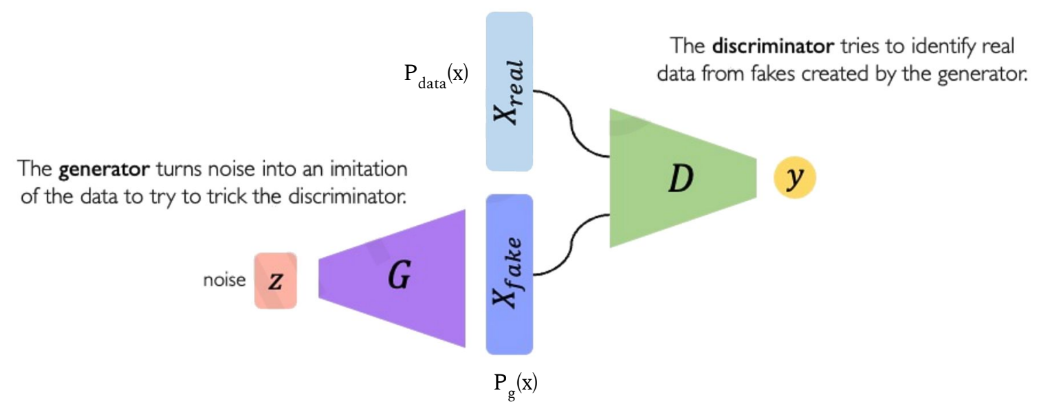 The discriminator tries to identify real
data from fakes created by the generator.
P_data(x)
X_real
D
y
The generator turns noise into an imitation
of the data to try to trick the discriminator.
noise
z
G
X_fake
P_g(x)